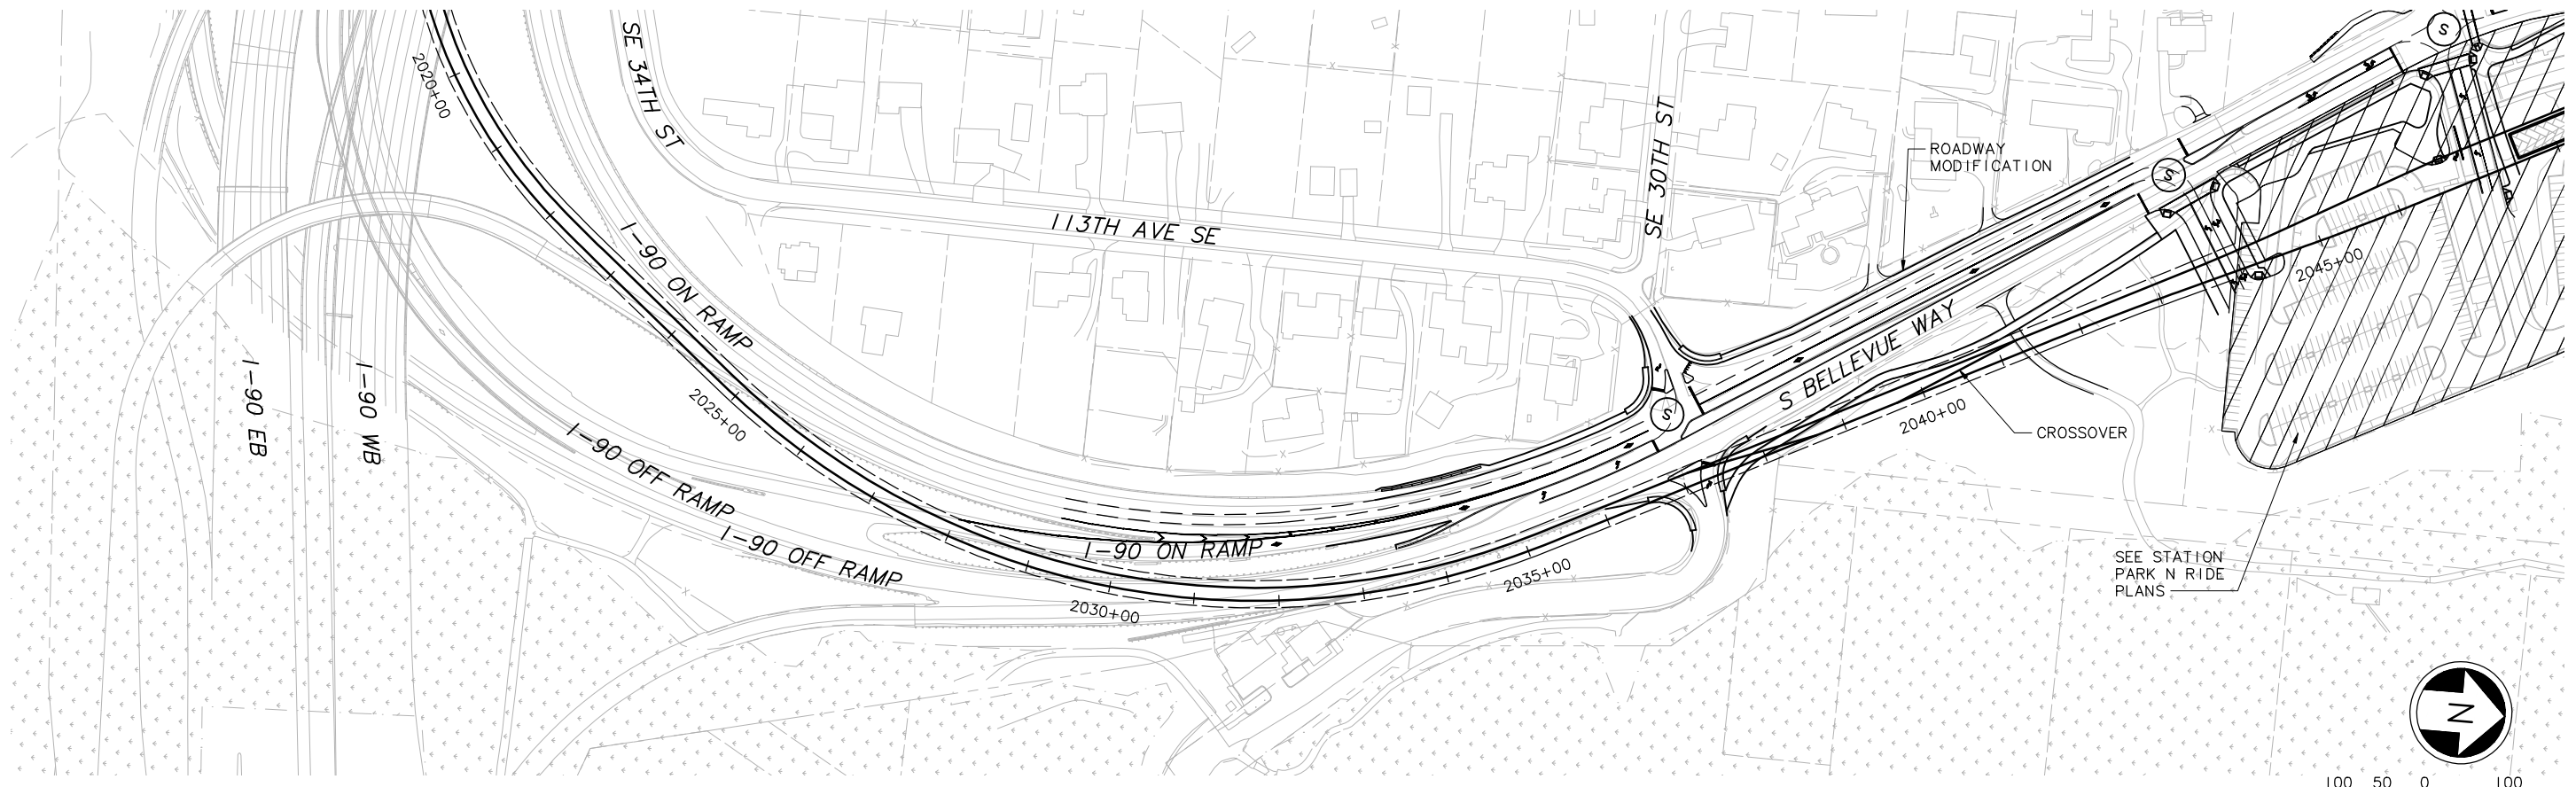 2020+00
SE 34TH ST
I-90 ON RAMP
113TH AVE SE
SE 30TH ST
ROADWAY
MODIFICATION
S
S
S
2045+00
S BELLEVUE WAY
2040+00
CROSSOVER
I-90 EB
I-90 WB
2025+00
I-90 OFF RAMP
I-90 OFF RAMP
I-90 ON RAMP
2030+00
2035+00
SEE STATION
PARK N RIDE
PLANS
N
100 50 0 100